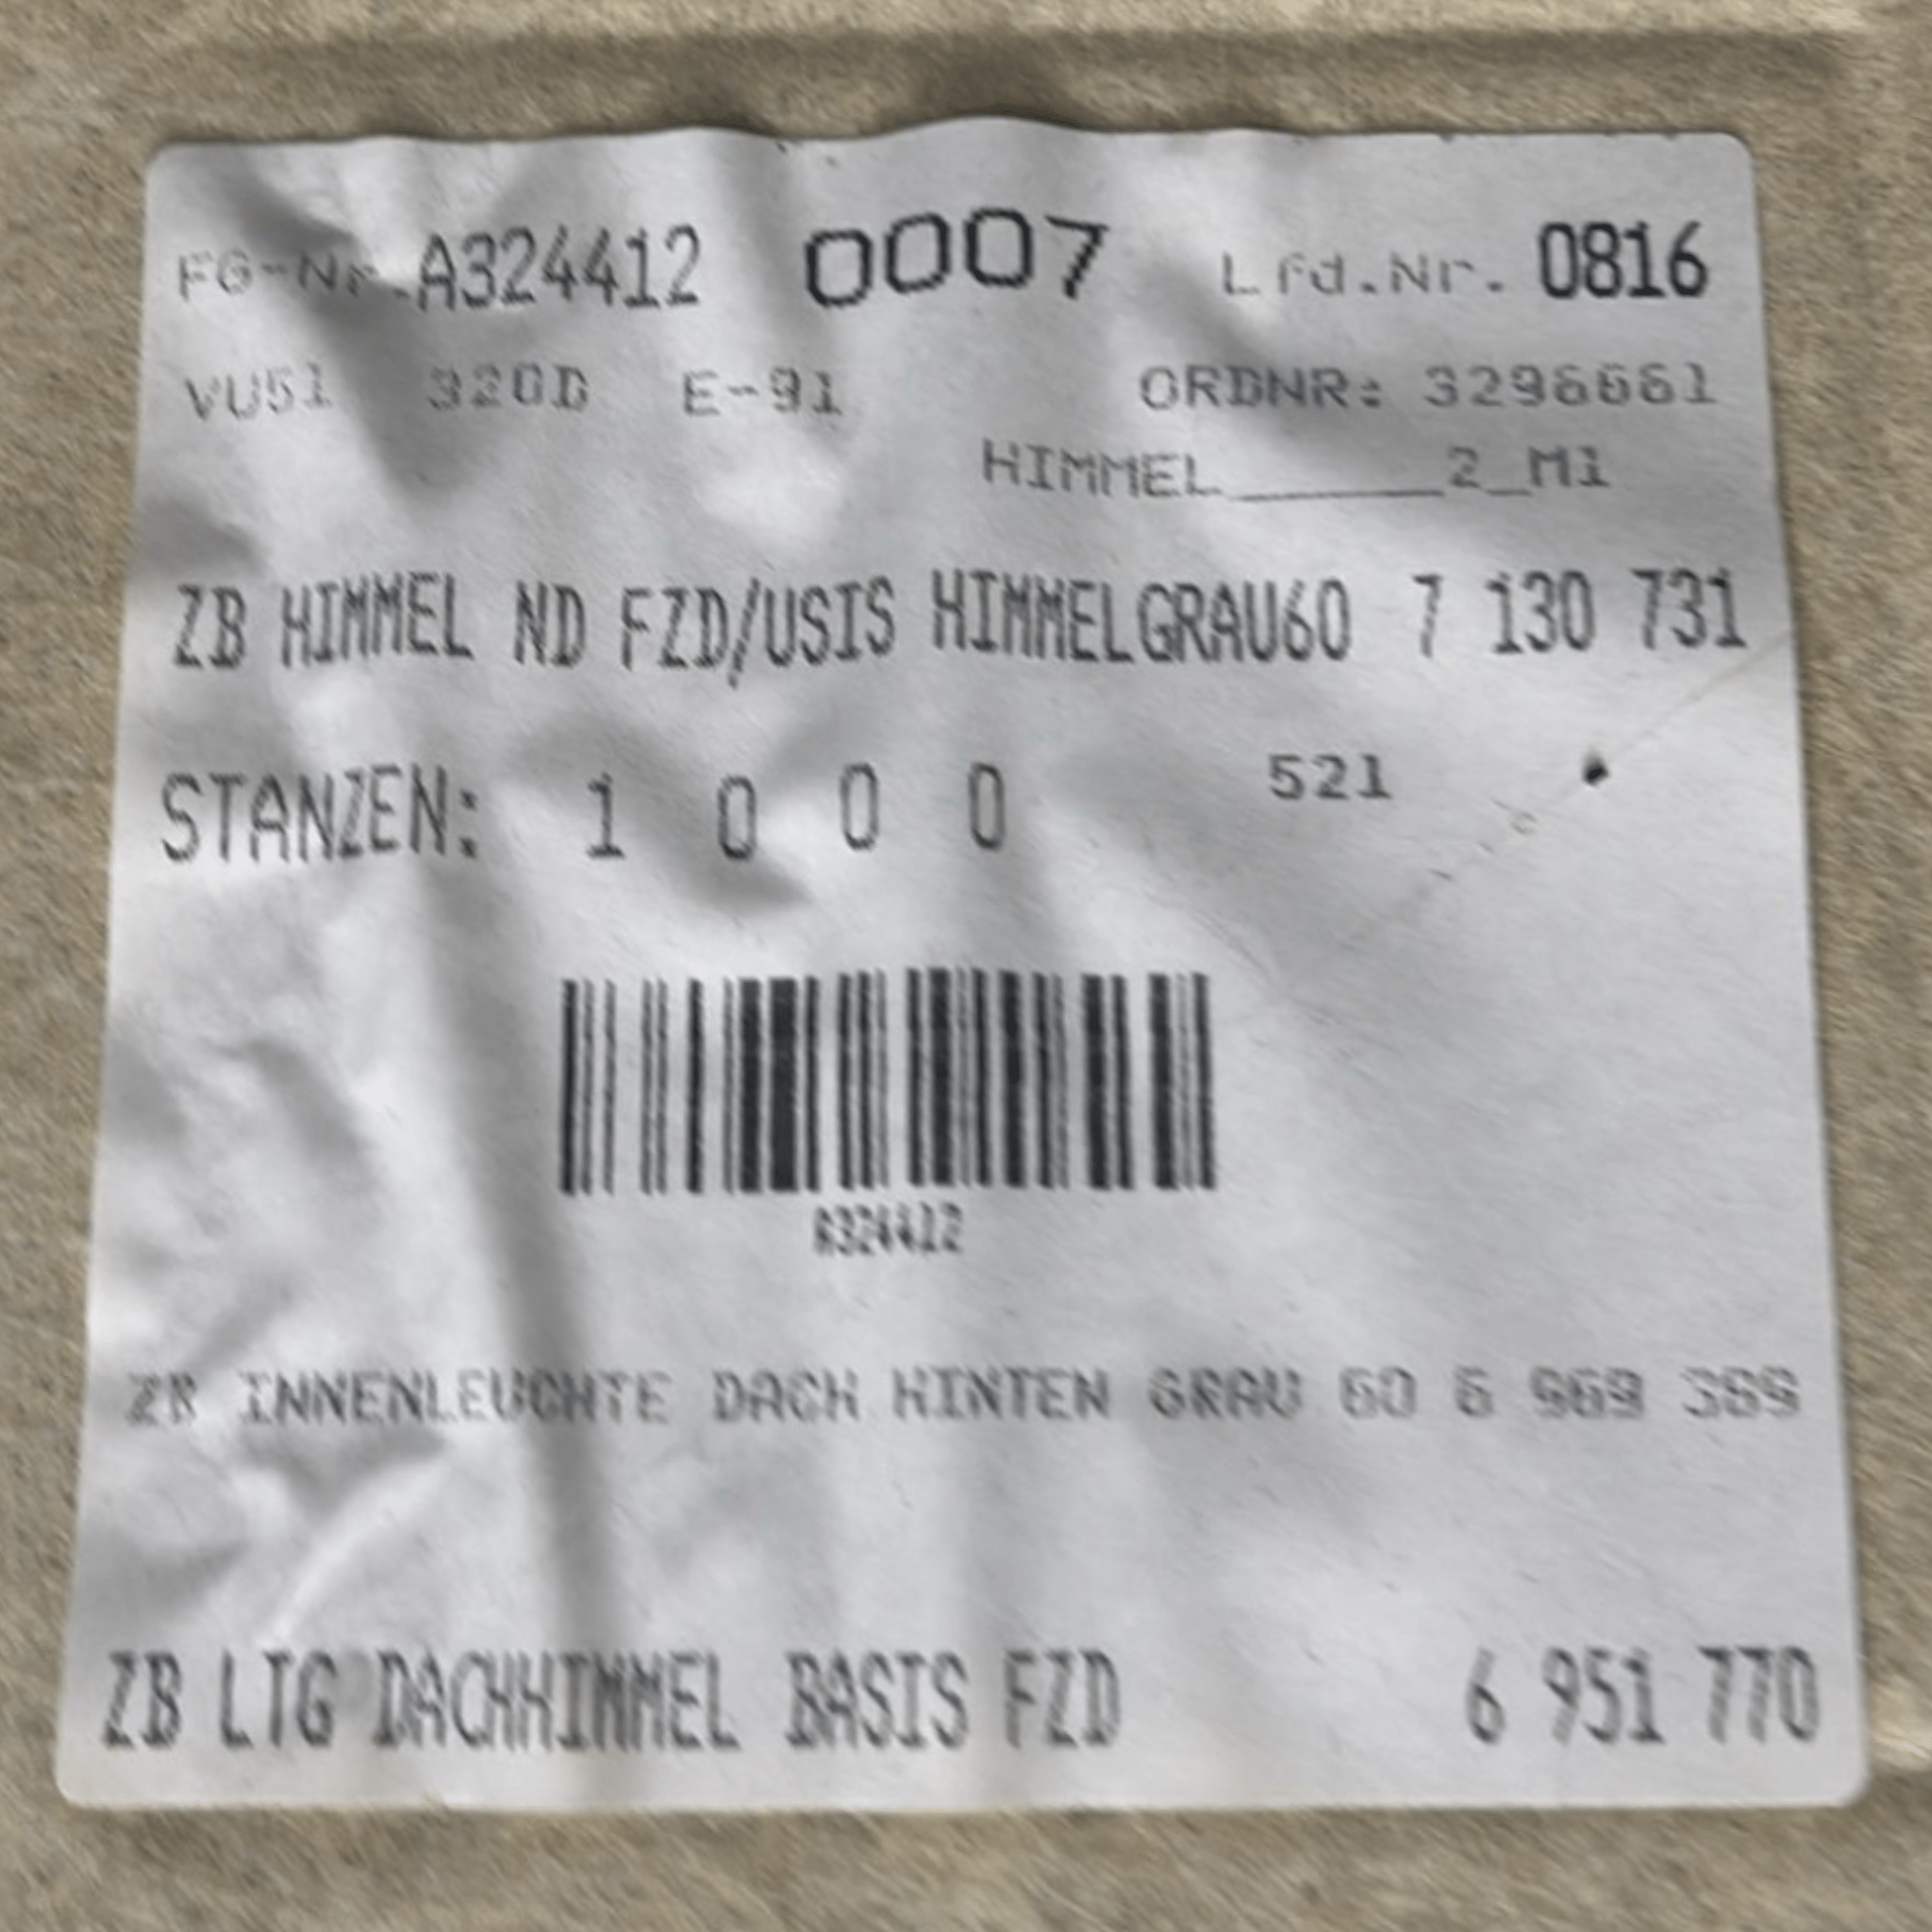 FG-Nr.A324412 0007 Lfd.Nr. 0816
VU51 320D E-91 ORDNR: 3296661
HIMMEL______2_M1
ZB HIMMEL ND FZD/USIS HIMMELGRAU60 7 130 731
STANZEN: 1 0 0 0 521
A324412
ZB INNENLEUCHTE DACH HINTEN GRAU 60 6 969 389
ZB LTG DACHHIMMEL BASIS FZD 6 951 770